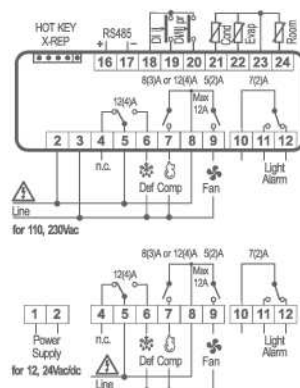 HOT KEY
X-REP
RS485
+ −
DI
Cond
Evap
Room
16 17 18 19 20 21 22 23 24
8(3)A or 12(4)A 5(2)A 7(2)A
12(4)A
Max
12A
2 3 4 5 6 7 8 9 10 11 12
n.c.
Def Comp Fan
Light
Alarm
Line
for 110, 230Vac
8(3)A or 12(4)A 5(2)A 7(2)A
12(4)A
Max
12A
1 2 4 5 6 7 8 9 10 11 12
Power
Supply
n.c.
Def Comp Fan
Light
Alarm
for 12, 24Vac/dc
Line